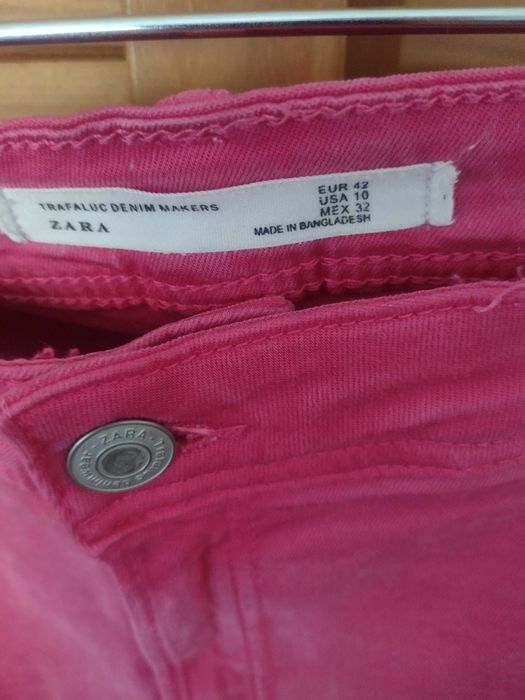 TRAFALUC DENIM MAKERS
ZARA
EUR 42
USA 10
MEX 32
MADE IN BANGLADESH
ZARA